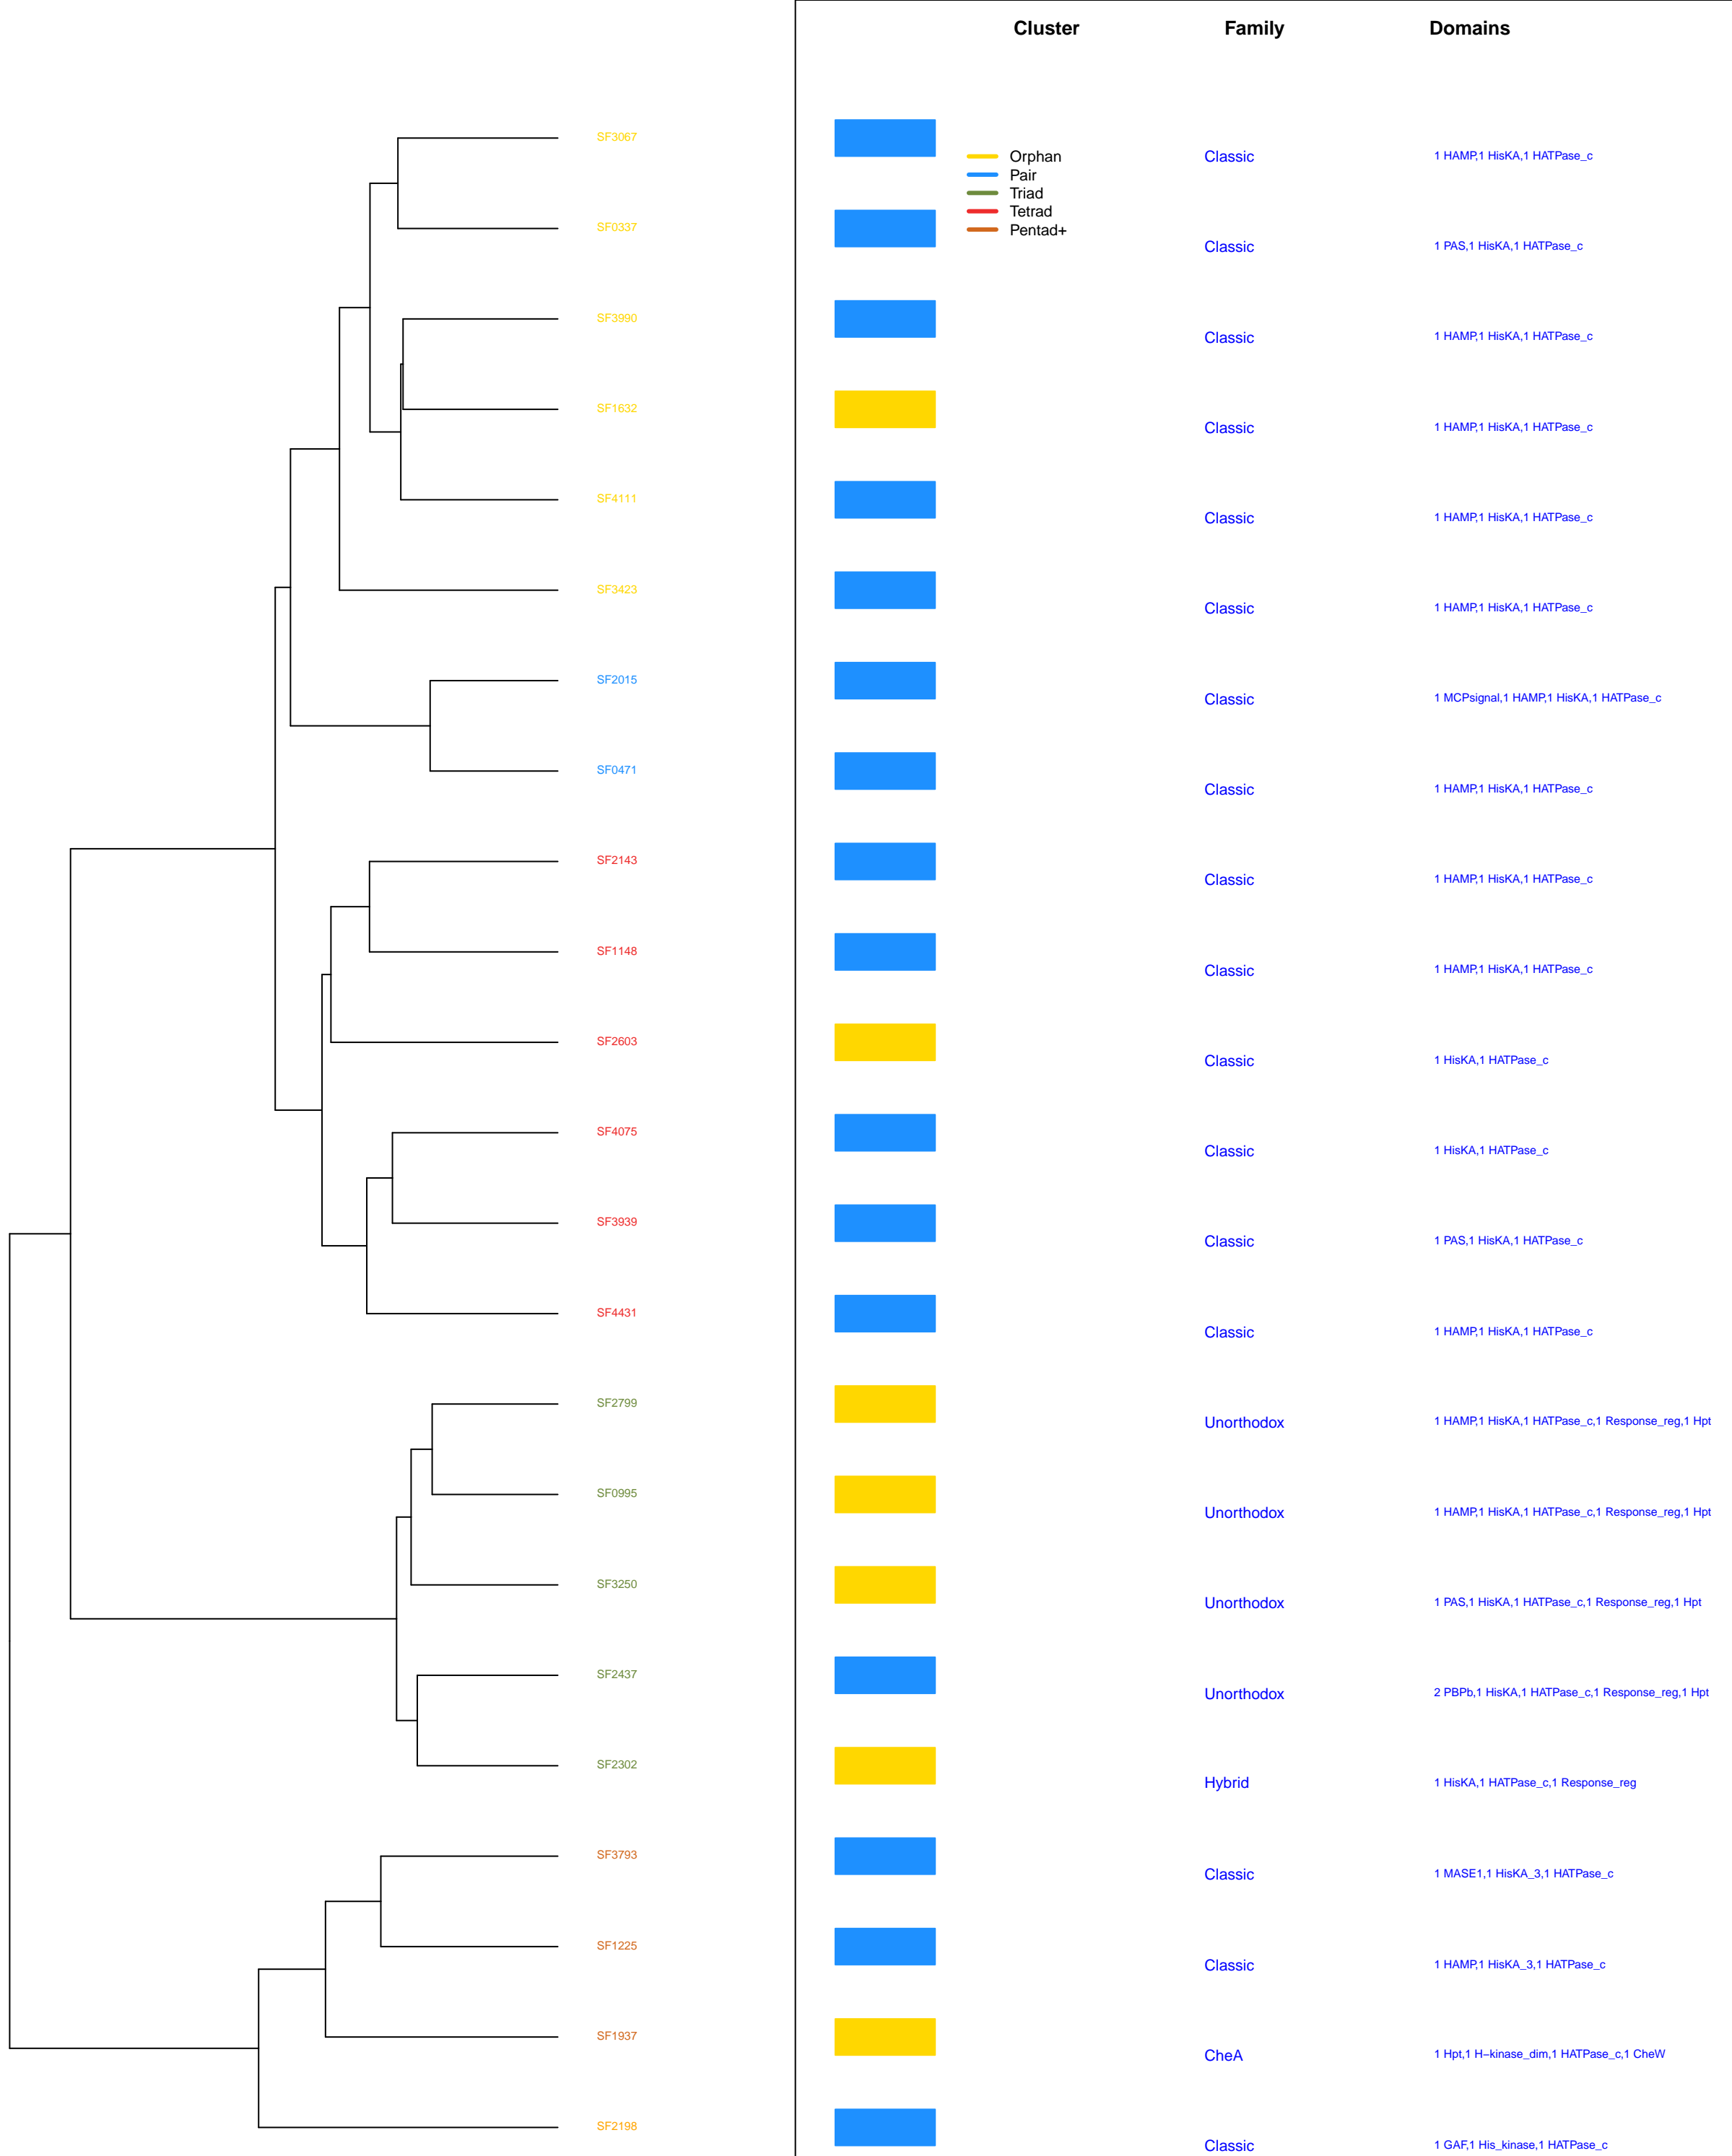 Cluster Family Domains
SF3067
Orphan
Classic 1 HAMP,1 HisKA,1 HATPase_c
Pair
Triad
Tetrad
SF0337
Pentad+
Classic 1 PAS,1 HisKA,1 HATPase_c
SF3990
Classic 1 HAMP,1 HisKA,1 HATPase_c
SF1632
Classic 1 HAMP,1 HisKA,1 HATPase_c
SF4111
Classic 1 HAMP,1 HisKA,1 HATPase_c
SF3423
Classic 1 HAMP,1 HisKA,1 HATPase_c
SF2015
Classic 1 MCPsignal,1 HAMP,1 HisKA,1 HATPase_c
SF0471
Classic 1 HAMP,1 HisKA,1 HATPase_c
SF2143
Classic 1 HAMP,1 HisKA,1 HATPase_c
SF1148
Classic 1 HAMP,1 HisKA,1 HATPase_c
SF2603
Classic 1 HisKA,1 HATPase_c
SF4075
Classic 1 HisKA,1 HATPase_c
SF3939
Classic 1 PAS,1 HisKA,1 HATPase_c
SF4431
Classic 1 HAMP,1 HisKA,1 HATPase_c
SF2799
Unorthodox 1 HAMP,1 HisKA,1 HATPase_c,1 Response_reg,1 Hpt
SF0995
Unorthodox 1 HAMP,1 HisKA,1 HATPase_c,1 Response_reg,1 Hpt
SF3250
Unorthodox 1 PAS,1 HisKA,1 HATPase_c,1 Response_reg,1 Hpt
SF2437
Unorthodox 2 PBPb,1 HisKA,1 HATPase_c,1 Response_reg,1 Hpt
SF2302
Hybrid 1 HisKA,1 HATPase_c,1 Response_reg
SF3793
Classic 1 MASE1,1 HisKA_3,1 HATPase_c
SF1225
Classic 1 HAMP,1 HisKA_3,1 HATPase_c
SF1937
CheA 1 Hpt,1 H−kinase_dim,1 HATPase_c,1 CheW
SF2198
Classic 1 GAF,1 His_kinase,1 HATPase_c